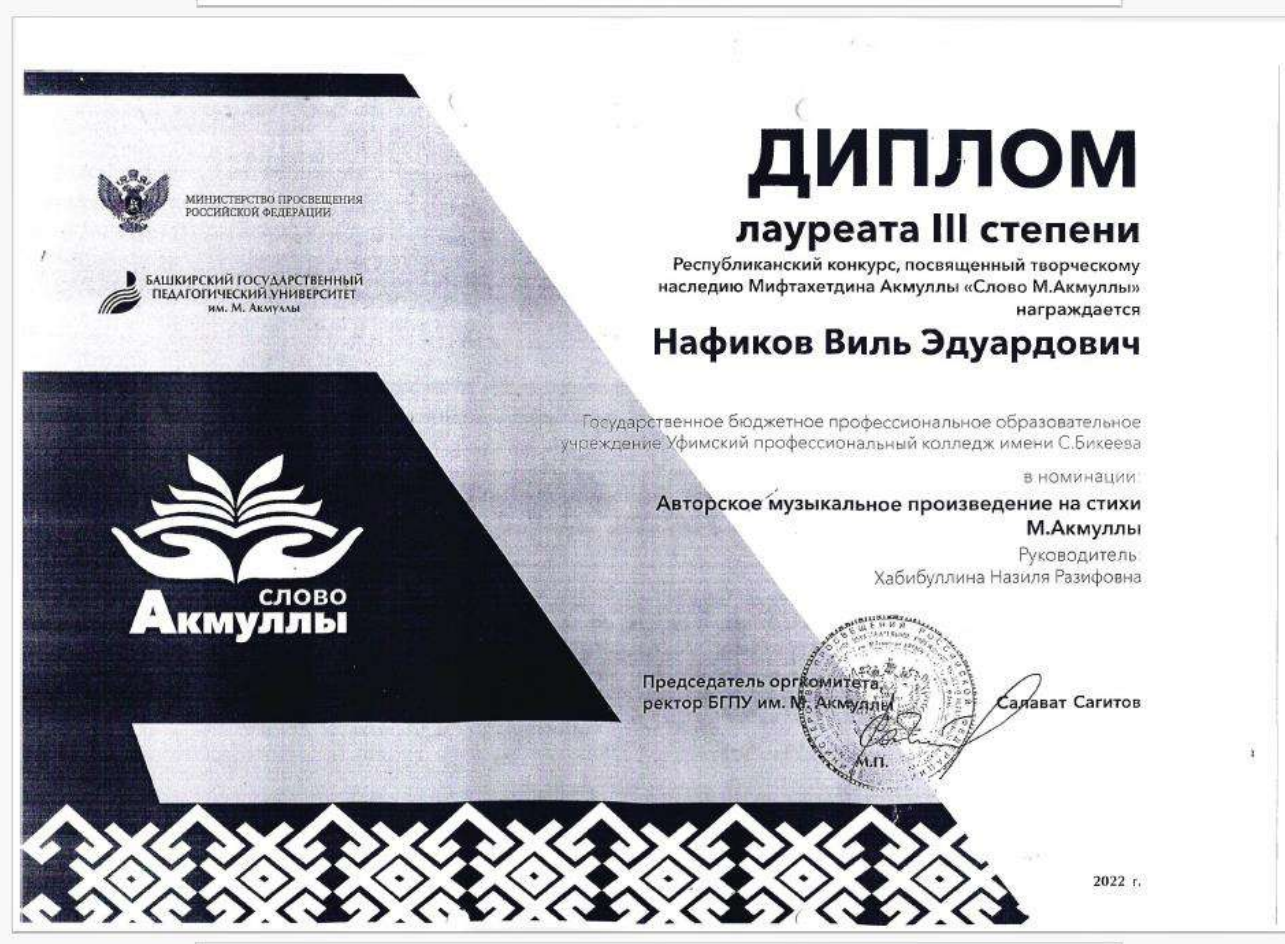 МИНИСТЕРСТВО ПРОСВЕЩЕНИЯ
РОССИЙСКОЙ ФЕДЕРАЦИИ
БАШКИРСКИЙ ГОСУДАРСТВЕННЫЙ
ПЕДАГОГИЧЕСКИЙ УНИВЕРСИТЕТ
им. М. Акмуллы
СЛОВО
Акмуллы
ДИПЛОМ
лауреата III степени
Республиканский конкурс, посвященный творческому
наследию Мифтахетдина Акмуллы «Слово М.Акмуллы»
награждается
Нафиков Виль Эдуардович
Государственное бюджетное профессиональное образовательное
учреждение Уфимский профессиональный колледж имени С.Бикеева
в номинации:
Авторское музыкальное произведение на стихи
М.Акмуллы
Руководитель:
Хабибуллина Назиля Разифовна
Председатель оргкомитета,
ректор БГПУ им. М. Акмуллы
Салават Сагитов
М.П.
2022 г.